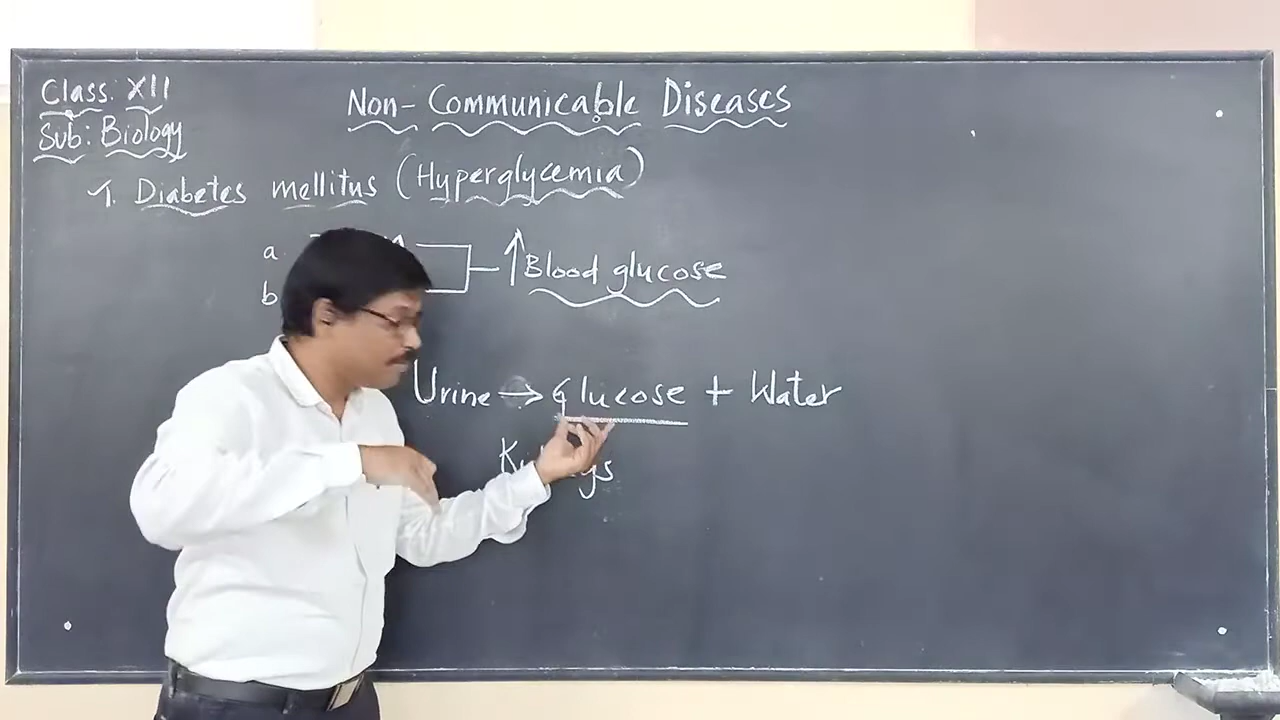 Class: XII
Non-Communicable Diseases
Sub: Biology
1. Diabetes mellitus (Hyperglycemia)
a
↑ Blood glucose
b
Urine → Glucose + Water